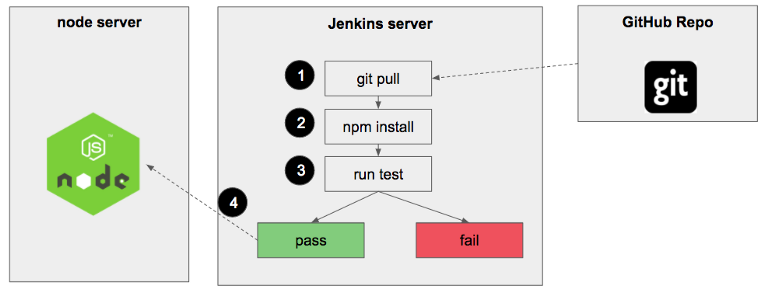 node server
Jenkins server
GitHub Repo
1
git pull
git
2
npm install
JS
node
3
run test
4
pass
fail